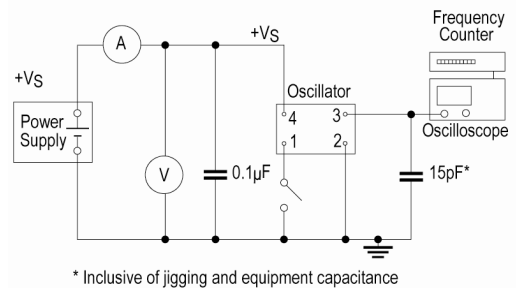 Frequency
Counter
A
+VS
+VS
Oscillator
Power
Supply
4
3
1
2
Oscilloscope
V
0.1µF
15pF*
* Inclusive of jigging and equipment capacitance